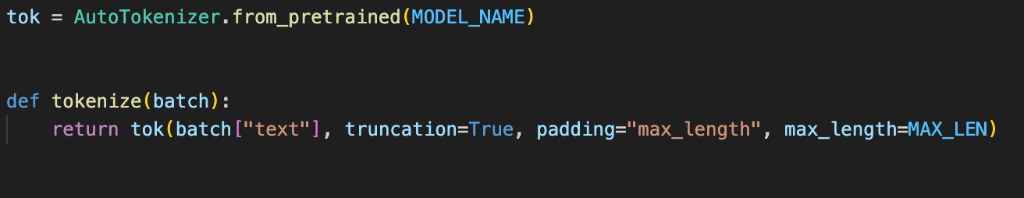 tok = AutoTokenizer.from_pretrained(MODEL_NAME)
def tokenize(batch):
    return tok(batch["text"], truncation=True, padding="max_length", max_length=MAX_LEN)